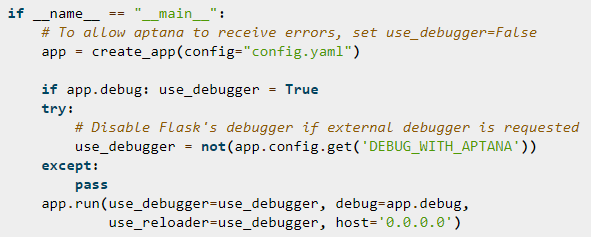 if __name__ == "__main__":
    # To allow aptana to receive errors, set use_debugger=False
    app = create_app(config="config.yaml")

    if app.debug: use_debugger = True
    try:
        # Disable Flask's debugger if external debugger is requested
        use_debugger = not(app.config.get('DEBUG_WITH_APTANA'))
    except:
        pass
    app.run(use_debugger=use_debugger, debug=app.debug,
            use_reloader=use_debugger, host='0.0.0.0')